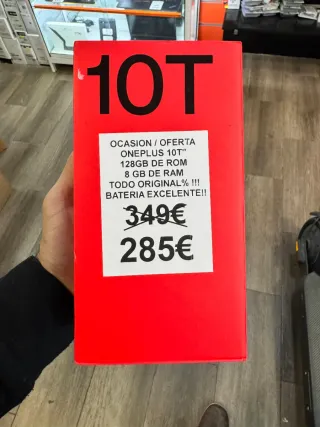 10T
OCASION / OFERTA
ONEPLUS 10T"
128GB DE ROM
8 GB DE RAM
TODO ORIGINAL% !!!
BATERIA EXCELENTE!!
349€
285€